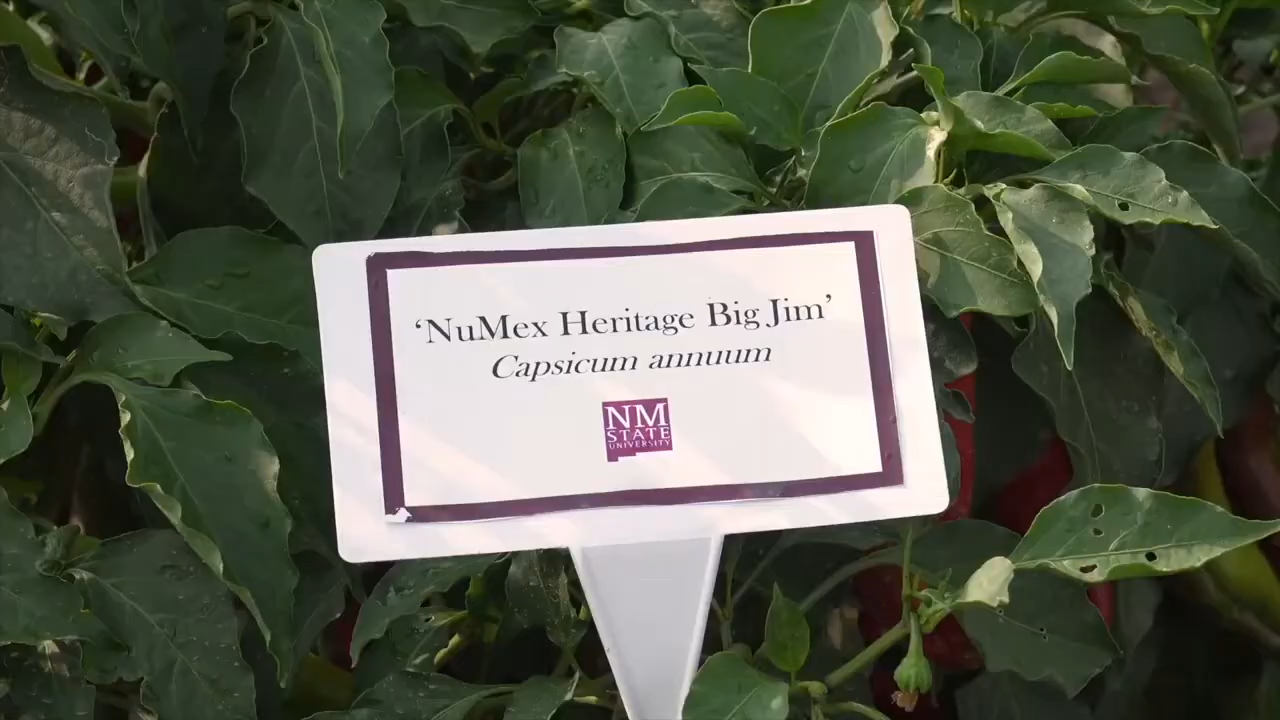 ‘NuMex Heritage Big Jim’
Capsicum annuum
NM
STATE
UNIVERSITY